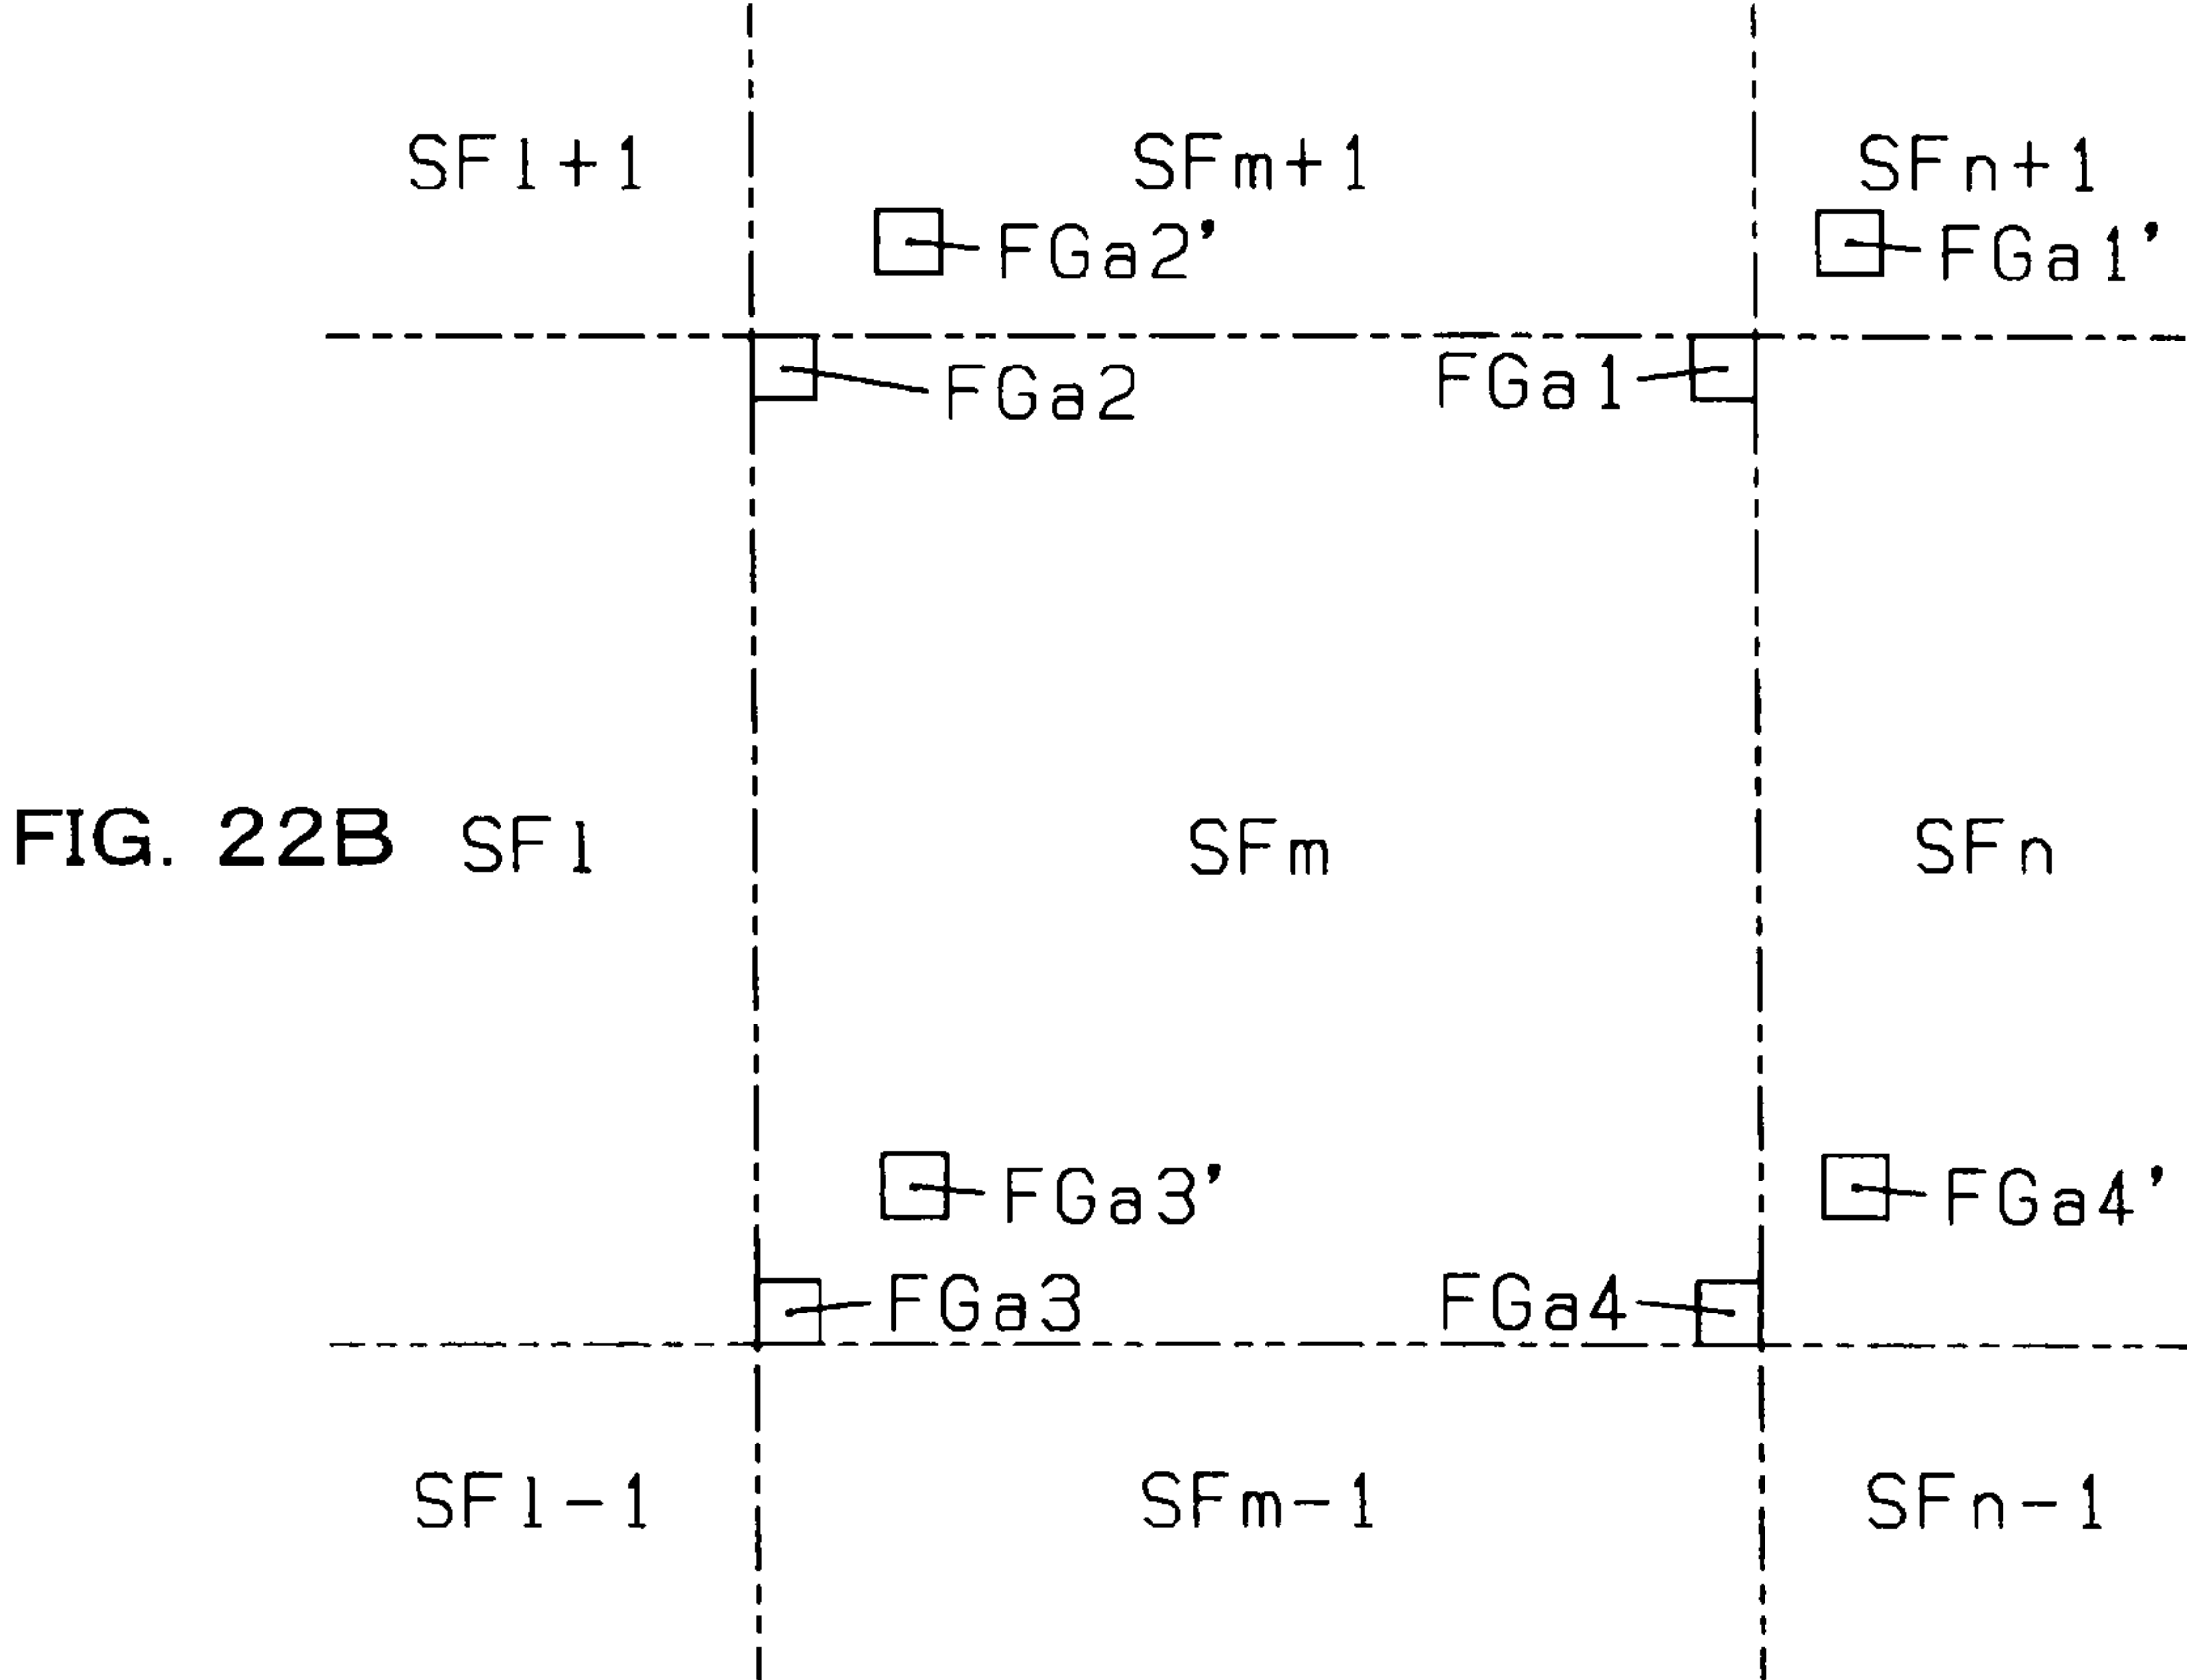 SFl+1 SFm+1 SFn+1
FGa2' FGa1'
FGa2 FGa1
FIG. 22B SFl SFm SFn
FGa3' FGa4'
FGa3 FGa4
SFl-1 SFm-1 SFn-1